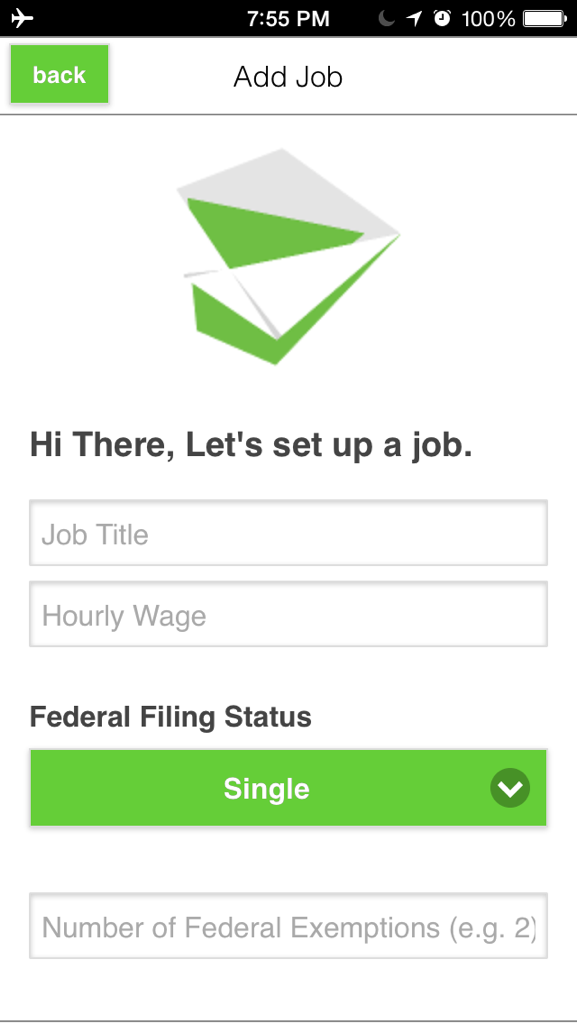 7:55 PM
100%
back
Add Job
Hi There, Let's set up a job.
Job Title
Hourly Wage
Federal Filing Status
Single
Number of Federal Exemptions (e.g. 2)